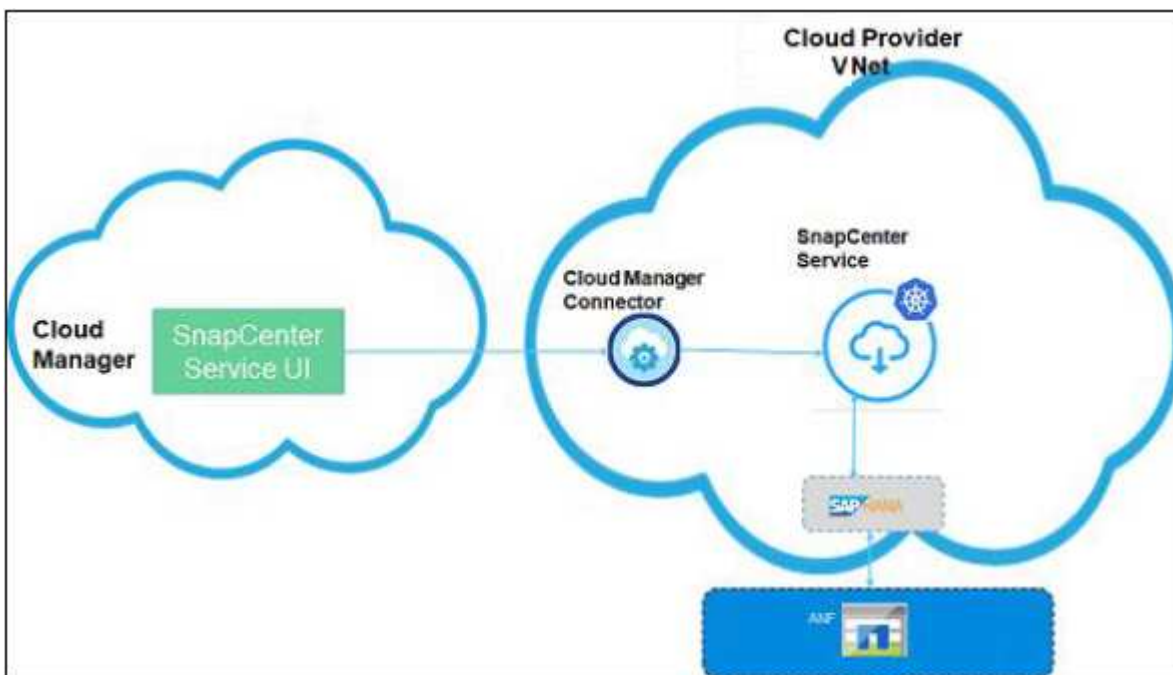 Cloud Provider
VNet
SnapCenter
Service
Cloud Manager
Connector
Cloud
Manager
SnapCenter
Service UI
SAP HANA
ANF